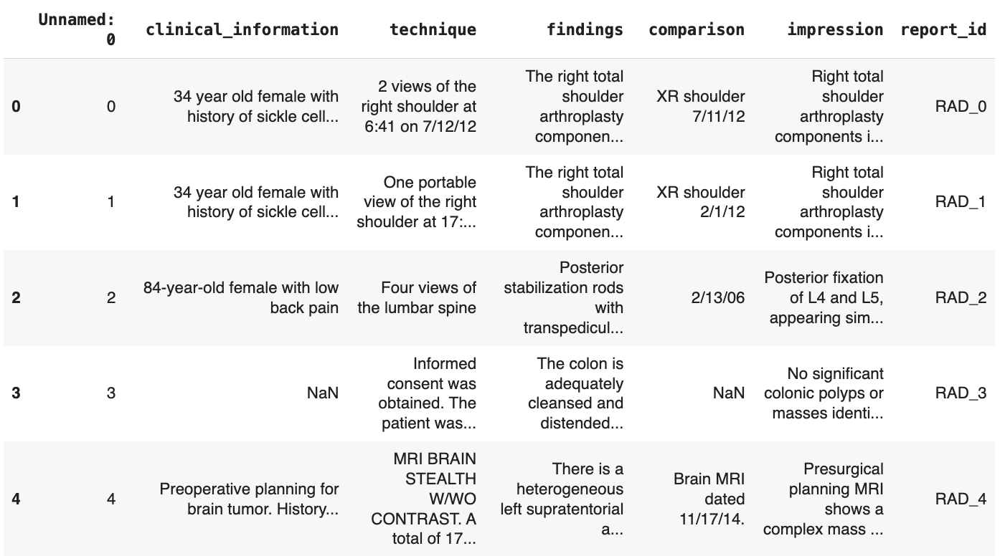 Unnamed: 0 clinical_information technique findings comparison impression report_id
0 0 34 year old female with history of sickle cell... 2 views of the right shoulder at 6:41 on 7/12/12 The right total shoulder arthroplasty componen... XR shoulder 7/11/12 Right total shoulder arthroplasty components i... RAD_0
1 1 34 year old female with history of sickle cell... One portable view of the right shoulder at 17:... The right total shoulder arthroplasty componen... XR shoulder 2/1/12 Right total shoulder arthroplasty components i... RAD_1
2 2 84-year-old female with low back pain Four views of the lumbar spine Posterior stabilization rods with transpedicul... 2/13/06 Posterior fixation of L4 and L5, appearing sim... RAD_2
3 3 NaN Informed consent was obtained. The patient was... The colon is adequately cleansed and distended... NaN No significant colonic polyps or masses identi... RAD_3
4 4 Preoperative planning for brain tumor. History... MRI BRAIN STEALTH W/WO CONTRAST. A total of 17... There is a heterogeneous left supratentorial a... Brain MRI dated 11/17/14. Presurgical planning MRI shows a complex mass ... RAD_4